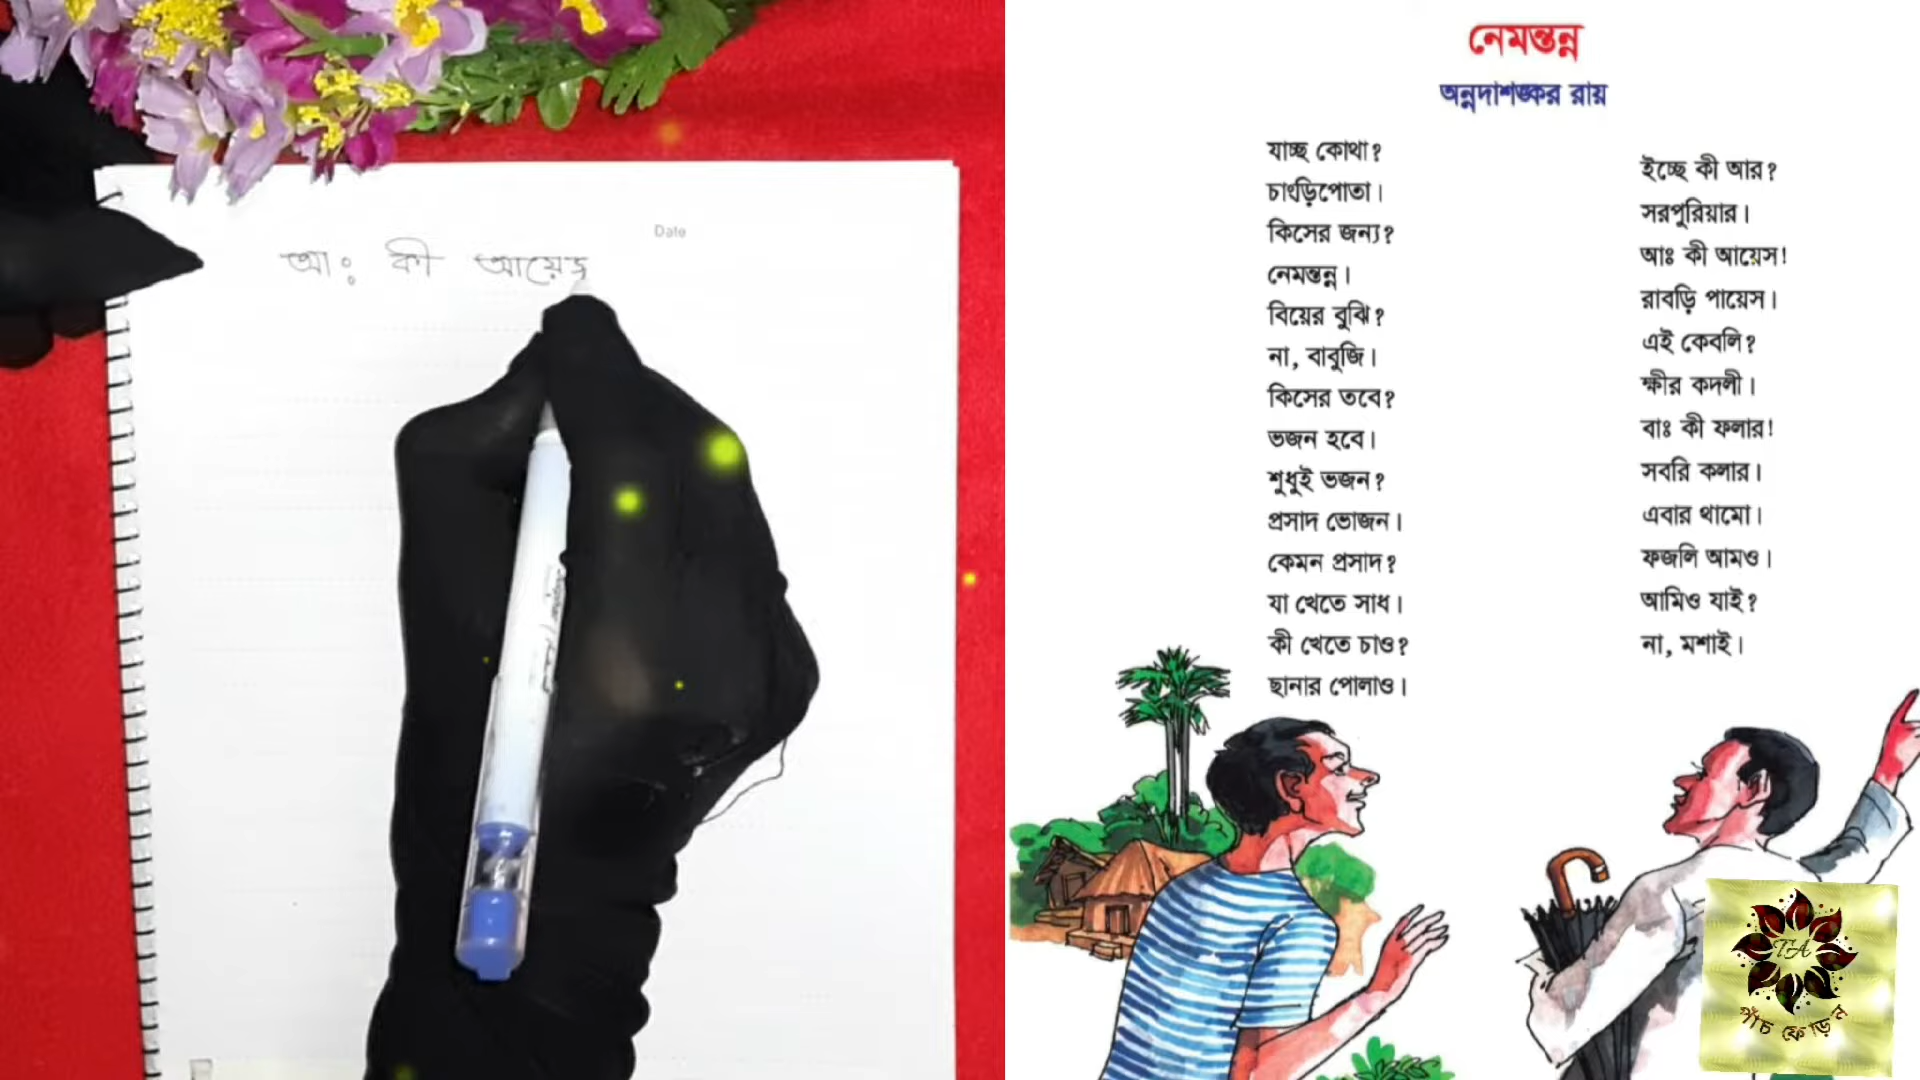 Date
আঃ কী আয়েস
নেমন্তন্ন
অন্নদাশঙ্কর রায়
যাচ্ছ কোথা?
চাংড়িপোতা।
কিসের জন্য?
নেমন্তন্ন।
বিয়ের বুঝি?
না, বাবুজি।
কিসের তবে?
ভজন হবে।
শুধুই ভজন?
প্রসাদ ভোজন।
কেমন প্রসাদ?
যা খেতে সাধ।
কী খেতে চাও?
ছানার পোলাও।
ইচ্ছে কী আর?
সরপুরিয়ার।
আঃ কী আয়েস!
রাবড়ি পায়েস।
এই কেবলি?
ক্ষীর কদলী।
বাঃ কী ফলার!
সবরি কলার।
এবার থামো।
ফজলি আমও।
আমিও যাই?
না, মশাই।
TA
পাঁচ ফোড়ন